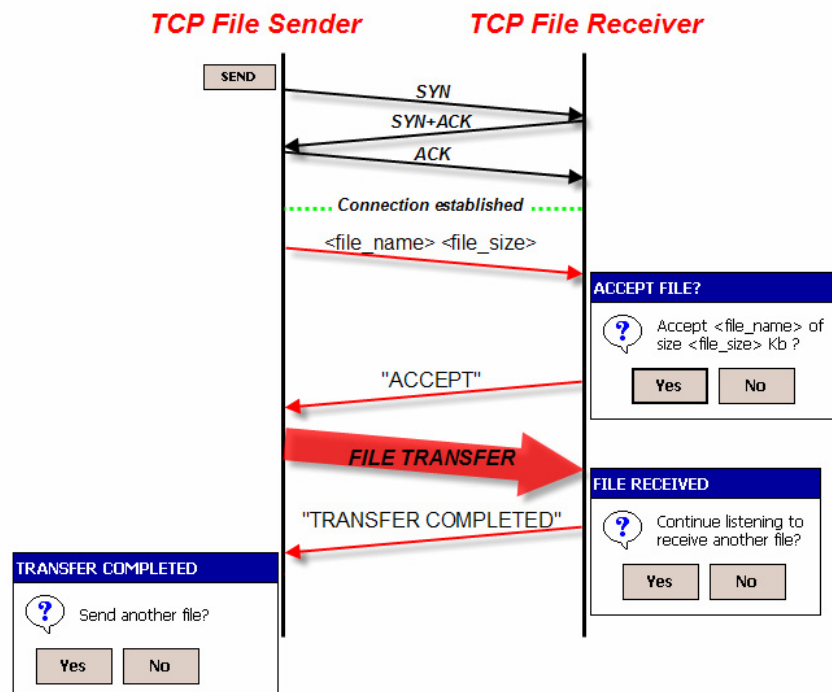 TCP File Sender
TCP File Receiver
SEND
SYN
SYN+ACK
ACK
Connection established
<file_name> <file_size>
ACCEPT FILE?
? Accept <file_name> of
size <file_size> Kb ?
Yes No
"ACCEPT"
FILE TRANSFER
FILE RECEIVED
? Continue listening to
receive another file?
Yes No
"TRANSFER COMPLETED"
TRANSFER COMPLETED
? Send another file?
Yes No